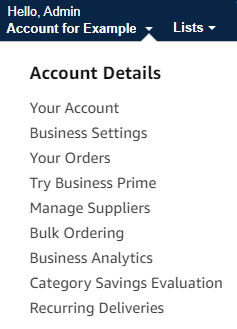 Hello, Admin
Account for Example
Lists
Account Details
Your Account
Business Settings
Your Orders
Try Business Prime
Manage Suppliers
Bulk Ordering
Business Analytics
Category Savings Evaluation
Recurring Deliveries